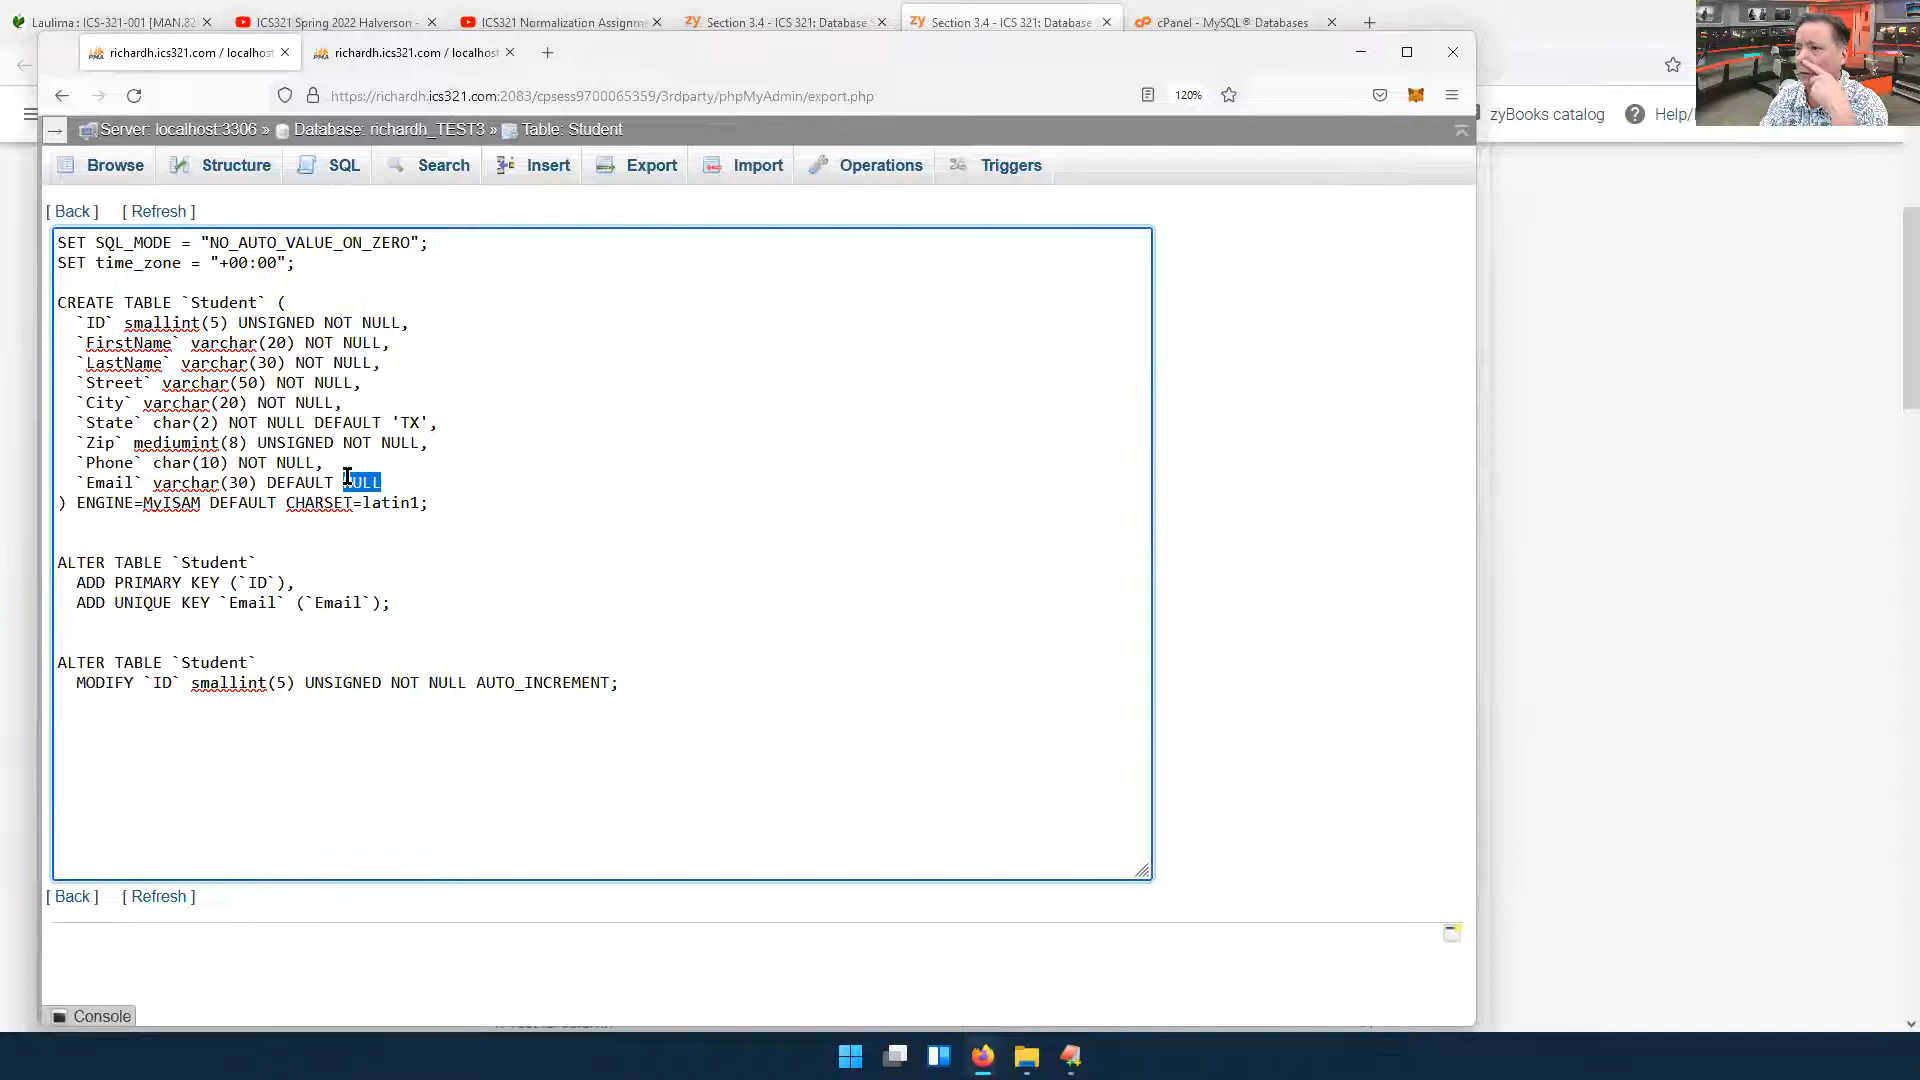 Laulima : ICS-321-001 [MAN.82
ICS321 Spring 2022 Halverson -
ICS321 Normalization Assignme
Section 3.4 - ICS 321: Database S
Section 3.4 - ICS 321: Database
cPanel - MySQL® Databases
richardh.ics321.com / localhost
richardh.ics321.com / localhost
https://richardh.ics321.com:2083/cpsess9700065359/3rdparty/phpMyAdmin/export.php
120%
zyBooks catalog
Help/
Server: localhost:3306 » Database: richardh_TEST3 » Table: Student
Browse Structure SQL Search Insert Export Import Operations Triggers
[ Back ] [ Refresh ]
SET SQL_MODE = "NO_AUTO_VALUE_ON_ZERO";
SET time_zone = "+00:00";
CREATE TABLE `Student` (
`ID` smallint(5) UNSIGNED NOT NULL,
`FirstName` varchar(20) NOT NULL,
`LastName` varchar(30) NOT NULL,
`Street` varchar(50) NOT NULL,
`City` varchar(20) NOT NULL,
`State` char(2) NOT NULL DEFAULT 'TX',
`Zip` mediumint(8) UNSIGNED NOT NULL,
`Phone` char(10) NOT NULL,
`Email` varchar(30) DEFAULT NULL
) ENGINE=MyISAM DEFAULT CHARSET=latin1;
ALTER TABLE `Student`
ADD PRIMARY KEY (`ID`),
ADD UNIQUE KEY `Email` (`Email`);
ALTER TABLE `Student`
MODIFY `ID` smallint(5) UNSIGNED NOT NULL AUTO_INCREMENT;
[ Back ] [ Refresh ]
Console